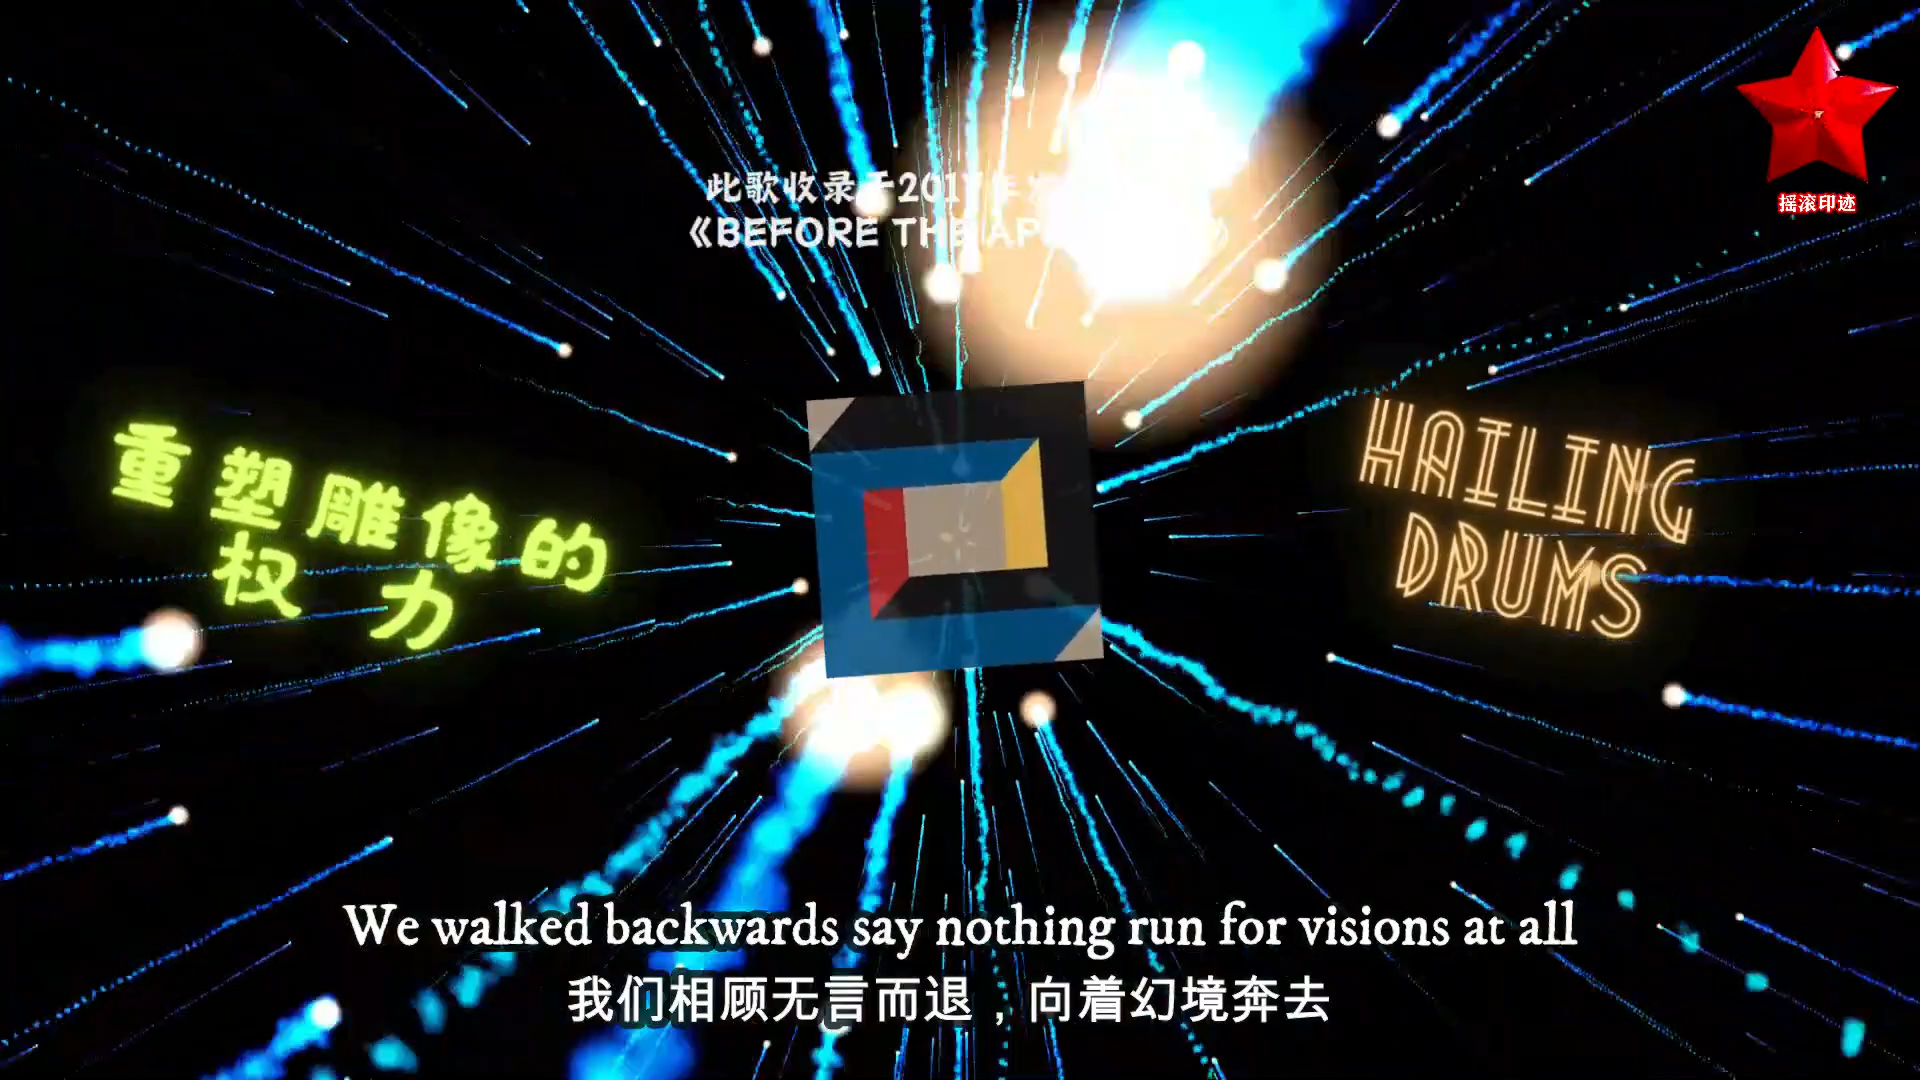 摇滚印迹
此歌收录于2017年
《BEFORE THE AP
重塑雕像的
权力
HAILING
DRUMS
We walked backwards say nothing run for visions at all
我们相顾无言而退，向着幻境奔去